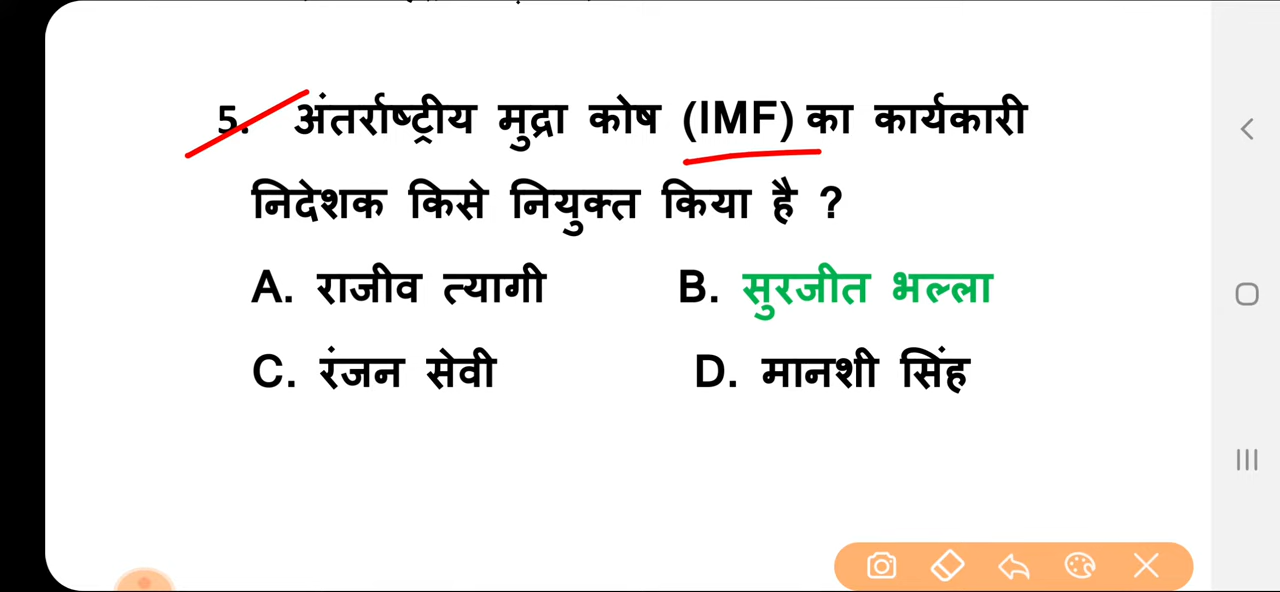 5. अंतर्राष्ट्रीय मुद्रा कोष (IMF) का कार्यकारी
निदेशक किसे नियुक्त किया है ?
A. राजीव त्यागी B. सुरजीत भल्ला
C. रंजन सेवी D. मानशी सिंह